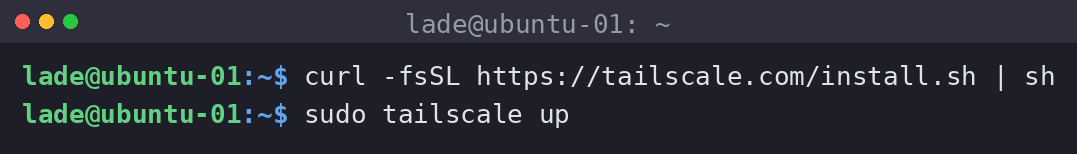 lade@ubuntu-01: ~
lade@ubuntu-01:~$ curl -fsSL https://tailscale.com/install.sh | sh
lade@ubuntu-01:~$ sudo tailscale up